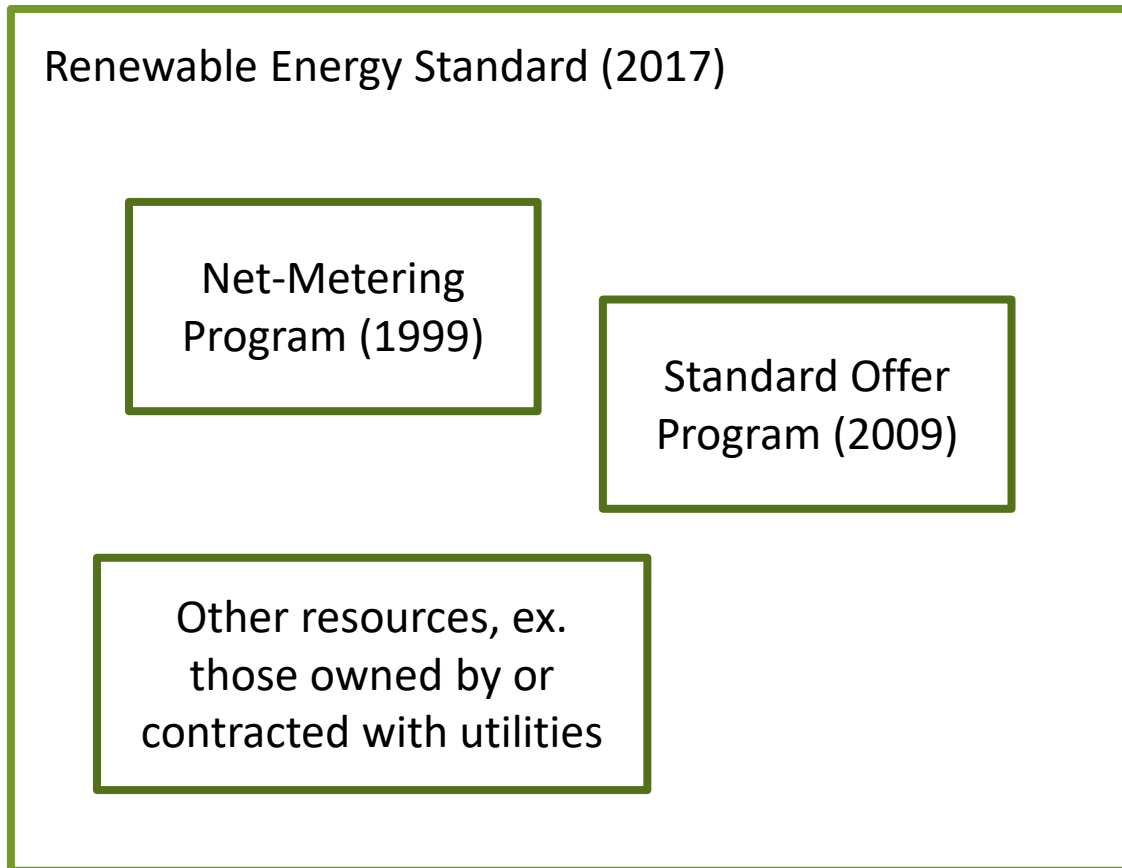 Renewable Energy Standard (2017)
Net-Metering
Program (1999)
Standard Offer
Program (2009)
Other resources, ex.
those owned by or
contracted with utilities